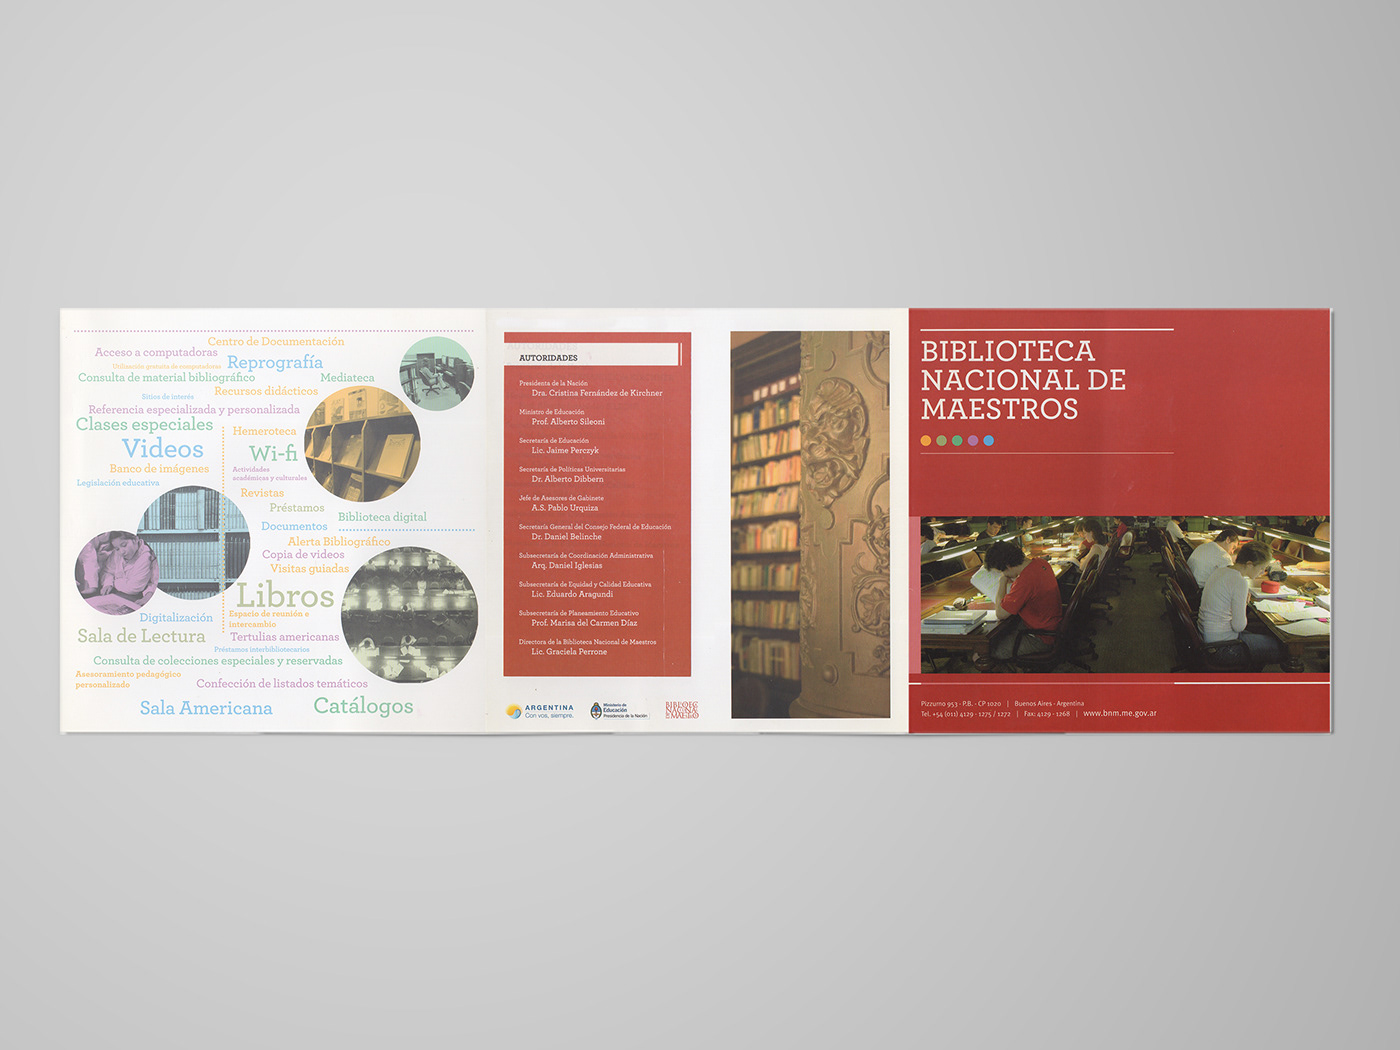 Centro de Documentación
Acceso a computadoras
Reprografía
Utilización gratuita de computadoras
Consulta de material bibliográfico
Mediateca
Recursos didácticos
Sitios de interés
Referencia especializada y personalizada
Clases especiales
Hemeroteca
Videos
Wi-fi
Banco de imágenes
Actividades
académicas y culturales
Legislación educativa
Revistas
Préstamos
Biblioteca digital
Documentos
Alerta Bibliográfico
Copia de videos
Visitas guiadas
Libros
Digitalización
Espacio de reunión e
intercambio
Sala de Lectura
Tertulias americanas
Préstamos interbibliotecarios
Consulta de colecciones especiales y reservadas
Asesoramiento pedagógico
personalizado
Confección de listados temáticos
Sala Americana
Catálogos
AUTORIDADES
Presidenta de la Nación
Dra. Cristina Fernández de Kirchner
Ministro de Educación
Prof. Alberto Sileoni
Secretaría de Educación
Lic. Jaime Perczyk
Secretaría de Políticas Universitarias
Dr. Alberto Dibbern
Jefe de Asesores de Gabinete
A.S. Pablo Urquiza
Secretaría General del Consejo Federal de Educación
Dr. Daniel Belinche
Subsecretaría de Coordinación Administrativa
Arq. Daniel Iglesias
Subsecretaría de Equidad y Calidad Educativa
Lic. Eduardo Aragundi
Subsecretaría de Planeamiento Educativo
Prof. Marisa del Carmen Díaz
Directora de la Biblioteca Nacional de Maestros
Lic. Graciela Perrone
ARGENTINA
Con vos, siempre.
Ministerio de
Educación
Presidencia de la Nación
BIBLIOTEC
NACIONA
DE MAESTRO
BIBLIOTECA
NACIONAL DE
MAESTROS
Pizzurno 953 - P.B. - CP 1020 | Buenos Aires - Argentina
Tel. +54 (011) 4129 - 1275 / 1272 | Fax: 4129 - 1268 | www.bnm.me.gov.ar